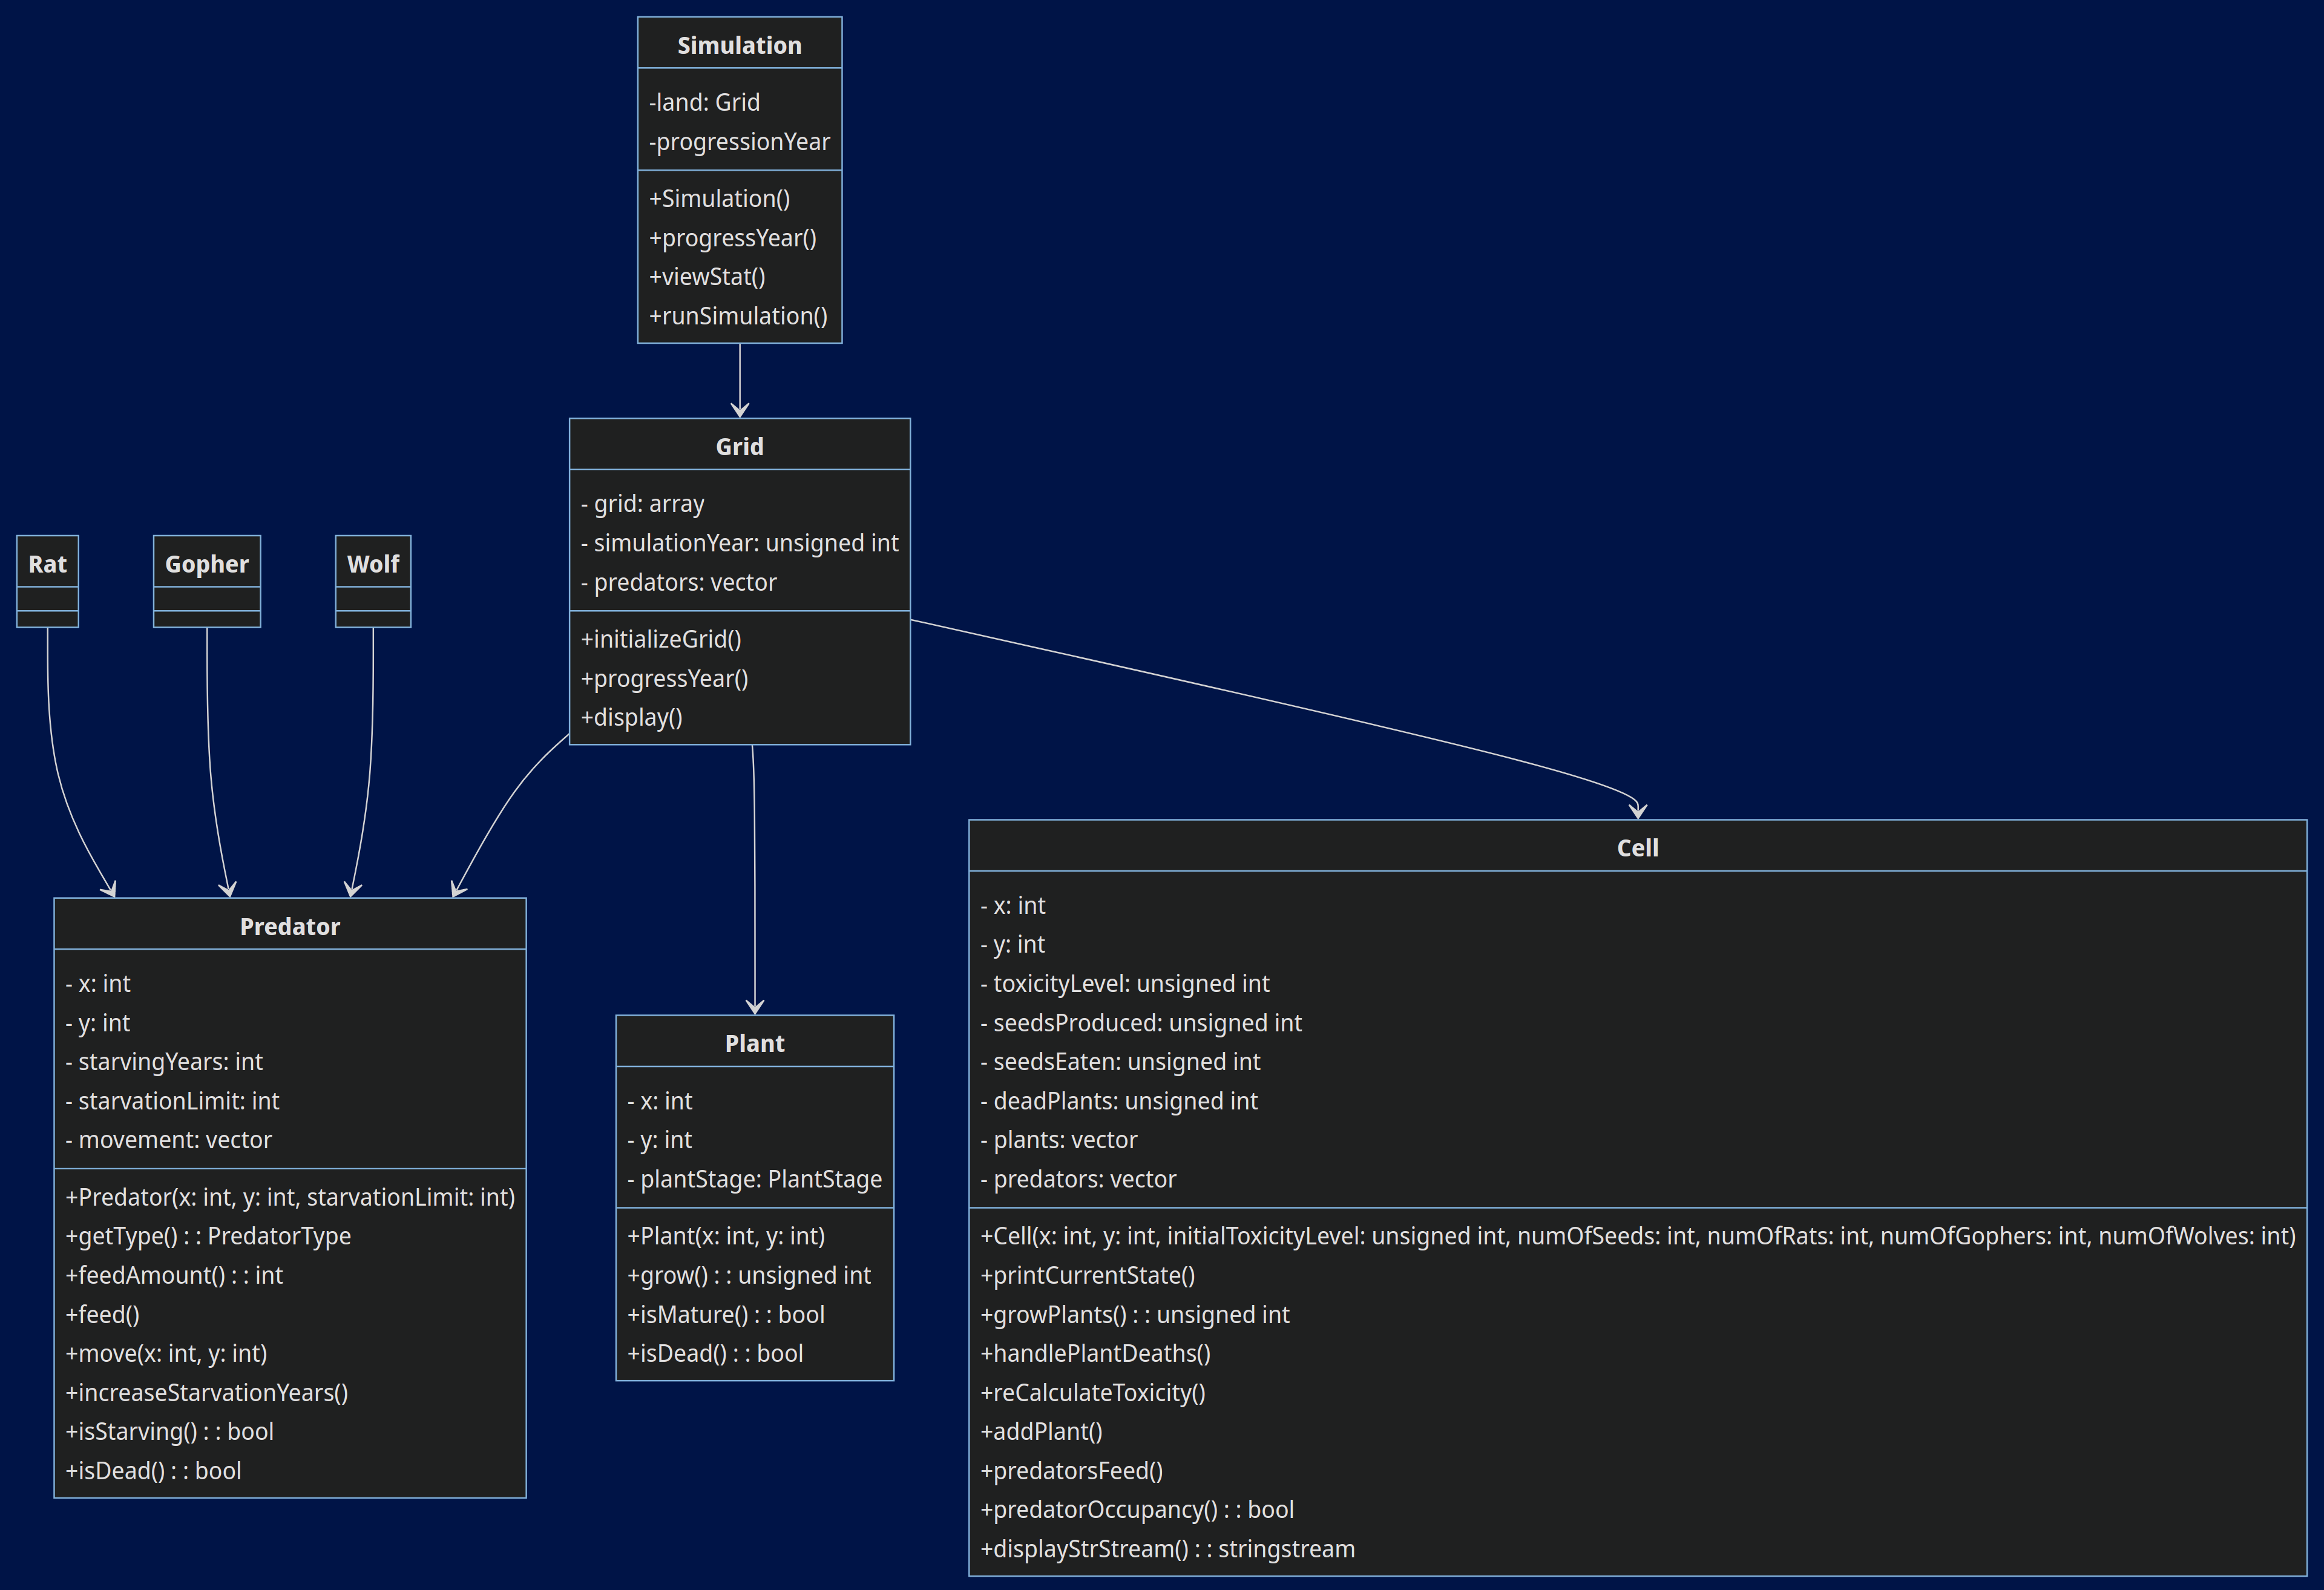 Simulation
-land: Grid
-progressionYear
+Simulation()
+progressYear()
+viewStat()
+runSimulation()
Grid
- grid: array
- simulationYear: unsigned int
- predators: vector
+initializeGrid()
+progressYear()
+display()
Rat
Gopher
Wolf
Predator
- x: int
- y: int
- starvingYears: int
- starvationLimit: int
- movement: vector
+Predator(x: int, y: int, starvationLimit: int)
+getType() : : PredatorType
+feedAmount() : : int
+feed()
+move(x: int, y: int)
+increaseStarvationYears()
+isStarving() : : bool
+isDead() : : bool
Plant
- x: int
- y: int
- plantStage: PlantStage
+Plant(x: int, y: int)
+grow() : : unsigned int
+isMature() : : bool
+isDead() : : bool
Cell
- x: int
- y: int
- toxicityLevel: unsigned int
- seedsProduced: unsigned int
- seedsEaten: unsigned int
- deadPlants: unsigned int
- plants: vector
- predators: vector
+Cell(x: int, y: int, initialToxicityLevel: unsigned int, numOfSeeds: int, numOfRats: int, numOfGophers: int, numOfWolves: int)
+printCurrentState()
+growPlants() : : unsigned int
+handlePlantDeaths()
+reCalculateToxicity()
+addPlant()
+predatorsFeed()
+predatorOccupancy() : : bool
+displayStrStream() : : stringstream